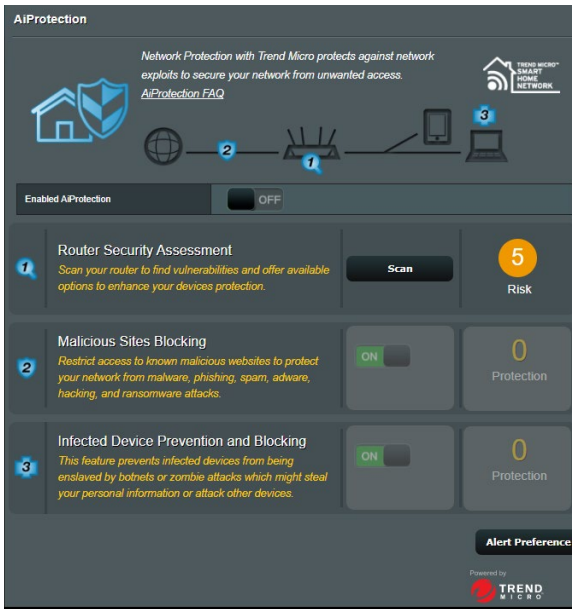 AiProtection
Network Protection with Trend Micro protects against network
exploits to secure your network from unwanted access.
AiProtection FAQ
TREND MICRO™
SMART
HOME
NETWORK
3
2
1
Enabled AiProtection
OFF
1
Router Security Assessment
Scan your router to find vulnerabilities and offer available
options to enhance your devices protection.
Scan
5
Risk
2
Malicious Sites Blocking
Restrict access to known malicious websites to protect
your network from malware, phishing, spam, adware,
hacking, and ransomware attacks.
ON
0
Protection
3
Infected Device Prevention and Blocking
This feature prevents infected devices from being
enslaved by botnets or zombie attacks which might steal
your personal information or attack other devices.
ON
0
Protection
Alert Preference
Powered by
TREND
MICRO